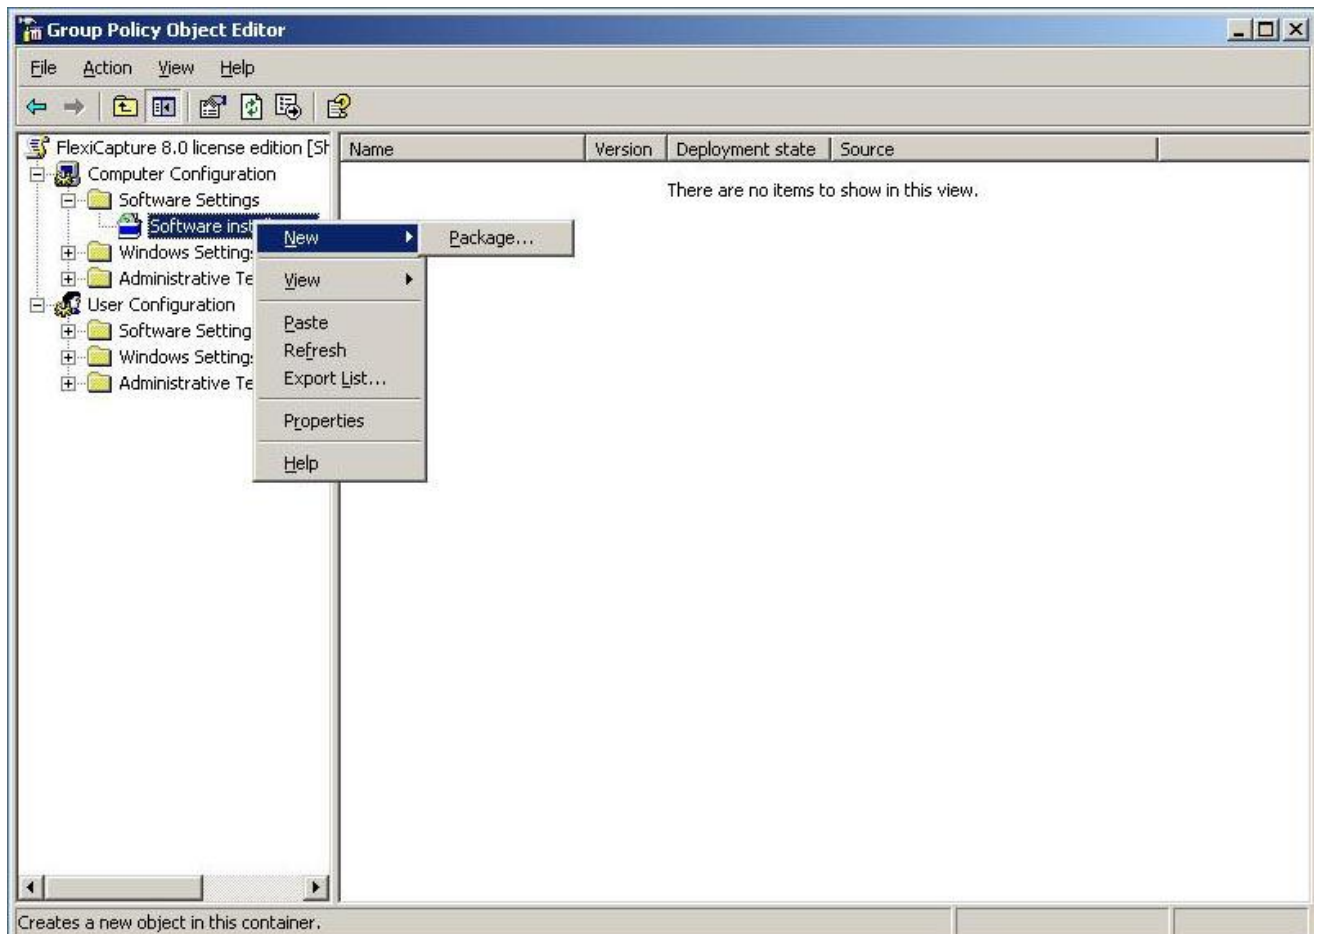 Group Policy Object Editor
File Action View Help
FlexiCapture 8.0 license edition [Sh
Name Version Deployment state Source
Computer Configuration
There are no items to show in this view.
Software Settings
Software inst
New
Package...
Windows Setting
Administrative Te
View
User Configuration
Software Setting
Paste
Windows Setting
Refresh
Administrative Te
Export List...
Properties
Help
Creates a new object in this container.